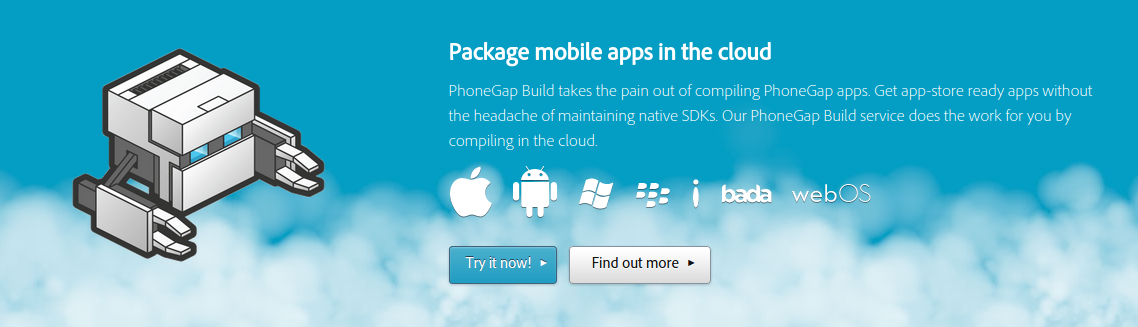 Package mobile apps in the cloud
PhoneGap Build takes the pain out of compiling PhoneGap apps. Get app-store ready apps without
the headache of maintaining native SDKs. Our PhoneGap Build service does the work for you by
compiling in the cloud.
bada webOS
Try it now! Find out more